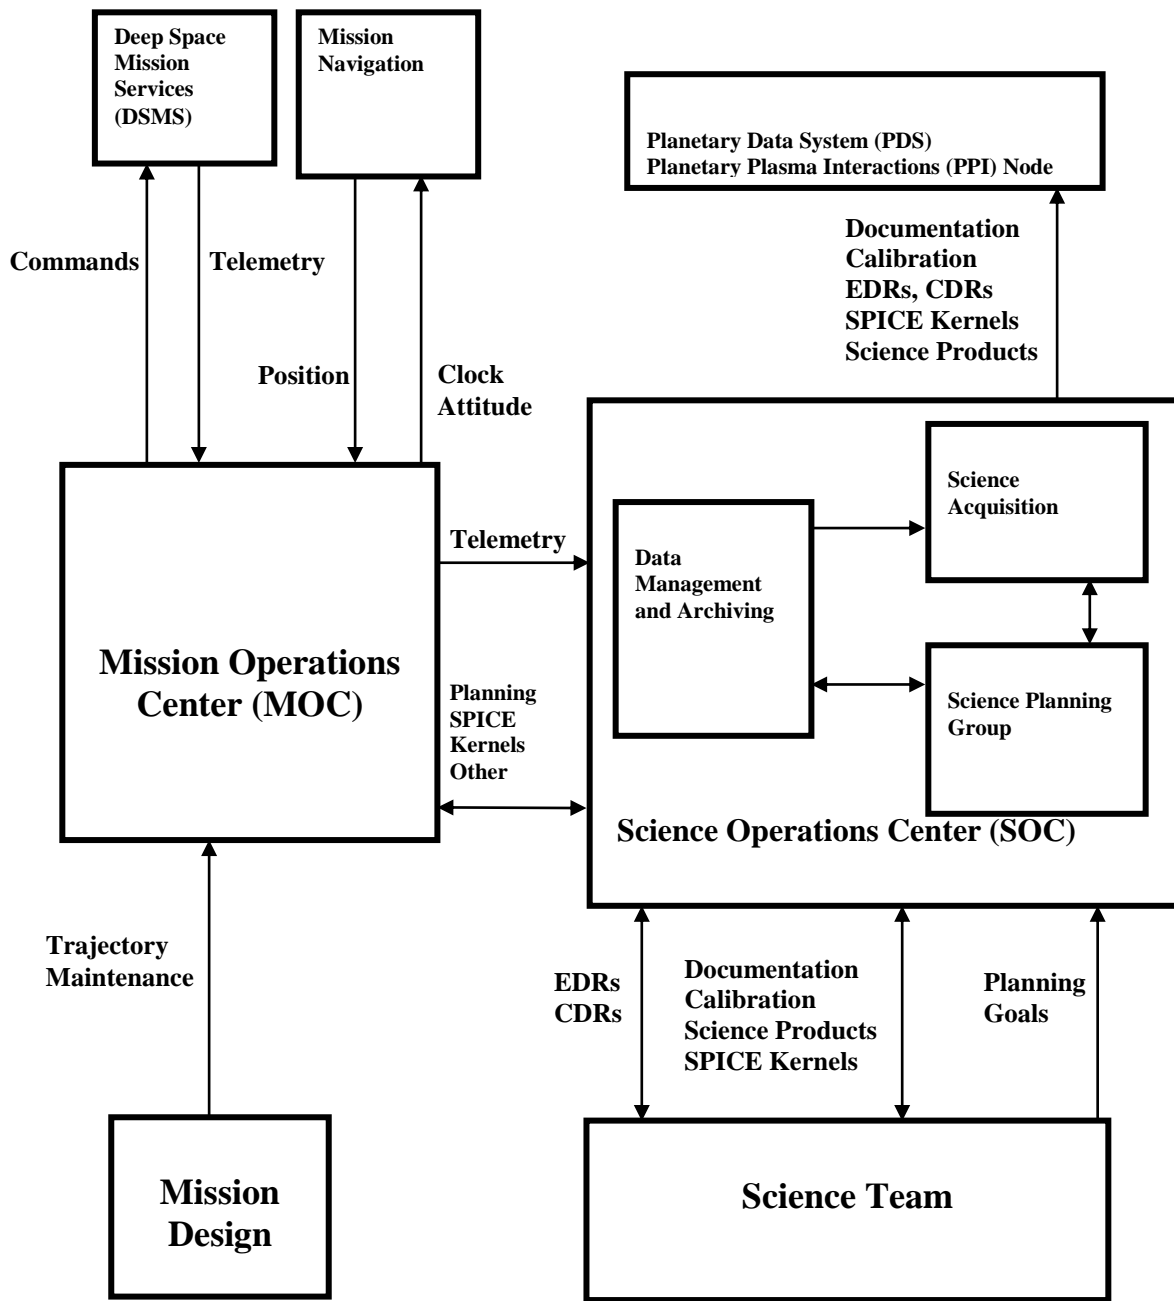 Deep Space
Mission
Services
(DSMS)
Mission
Navigation
Planetary Data System (PDS)
Planetary Plasma Interactions (PPI) Node
Commands
Telemetry
Position
Clock
Attitude
Documentation
Calibration
EDRs, CDRs
SPICE Kernels
Science Products
Mission Operations
Center (MOC)
Telemetry
Planning
SPICE
Kernels
Other
Data
Management
and Archiving
Science
Acquisition
Science Planning
Group
Science Operations Center (SOC)
Trajectory
Maintenance
EDRs
CDRs
Documentation
Calibration
Science Products
SPICE Kernels
Planning
Goals
Mission
Design
Science Team